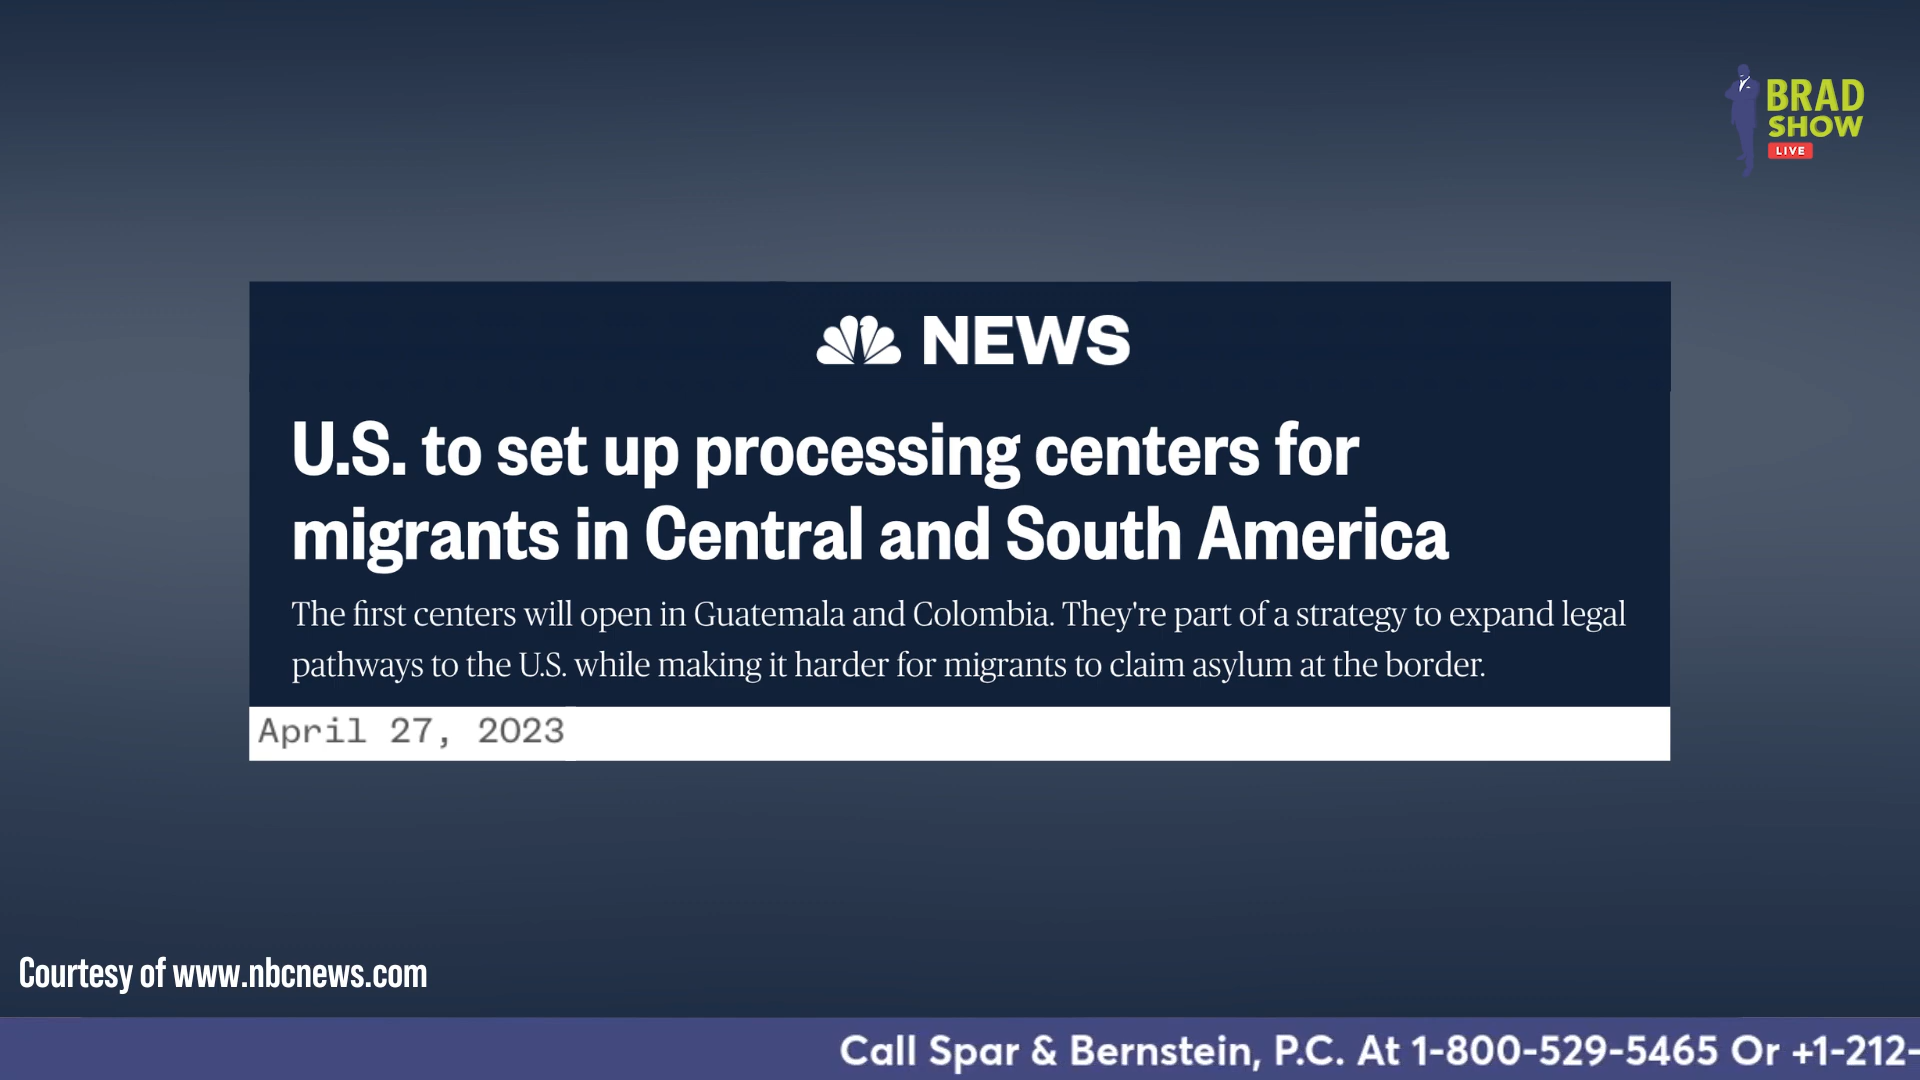 BRAD
SHOW
LIVE
NEWS
U.S. to set up processing centers for
migrants in Central and South America
The first centers will open in Guatemala and Colombia. They're part of a strategy to expand legal
pathways to the U.S. while making it harder for migrants to claim asylum at the border.
April 27, 2023
Courtesy of www.nbcnews.com
Call Spar & Bernstein, P.C. At 1-800-529-5465 Or +1-212-